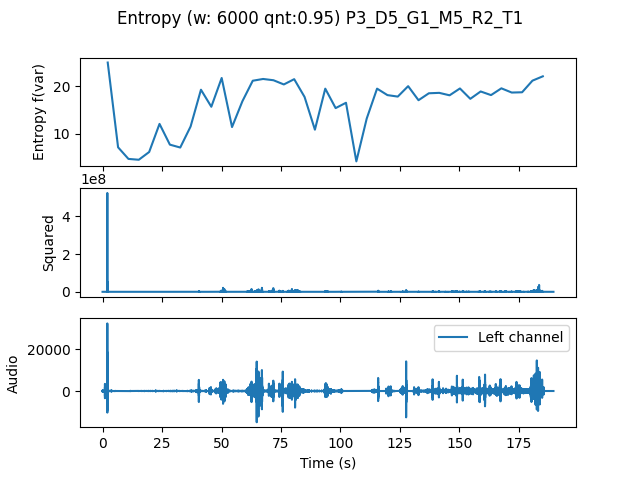 Entropy (w: 6000 qnt:0.95) P3_D5_G1_M5_R2_T1
Entropy f(var)
20
10
1e8
Squared
4
2
0
Audio
20000
0
Left channel
0 25 50 75 100 125 150 175
Time (s)